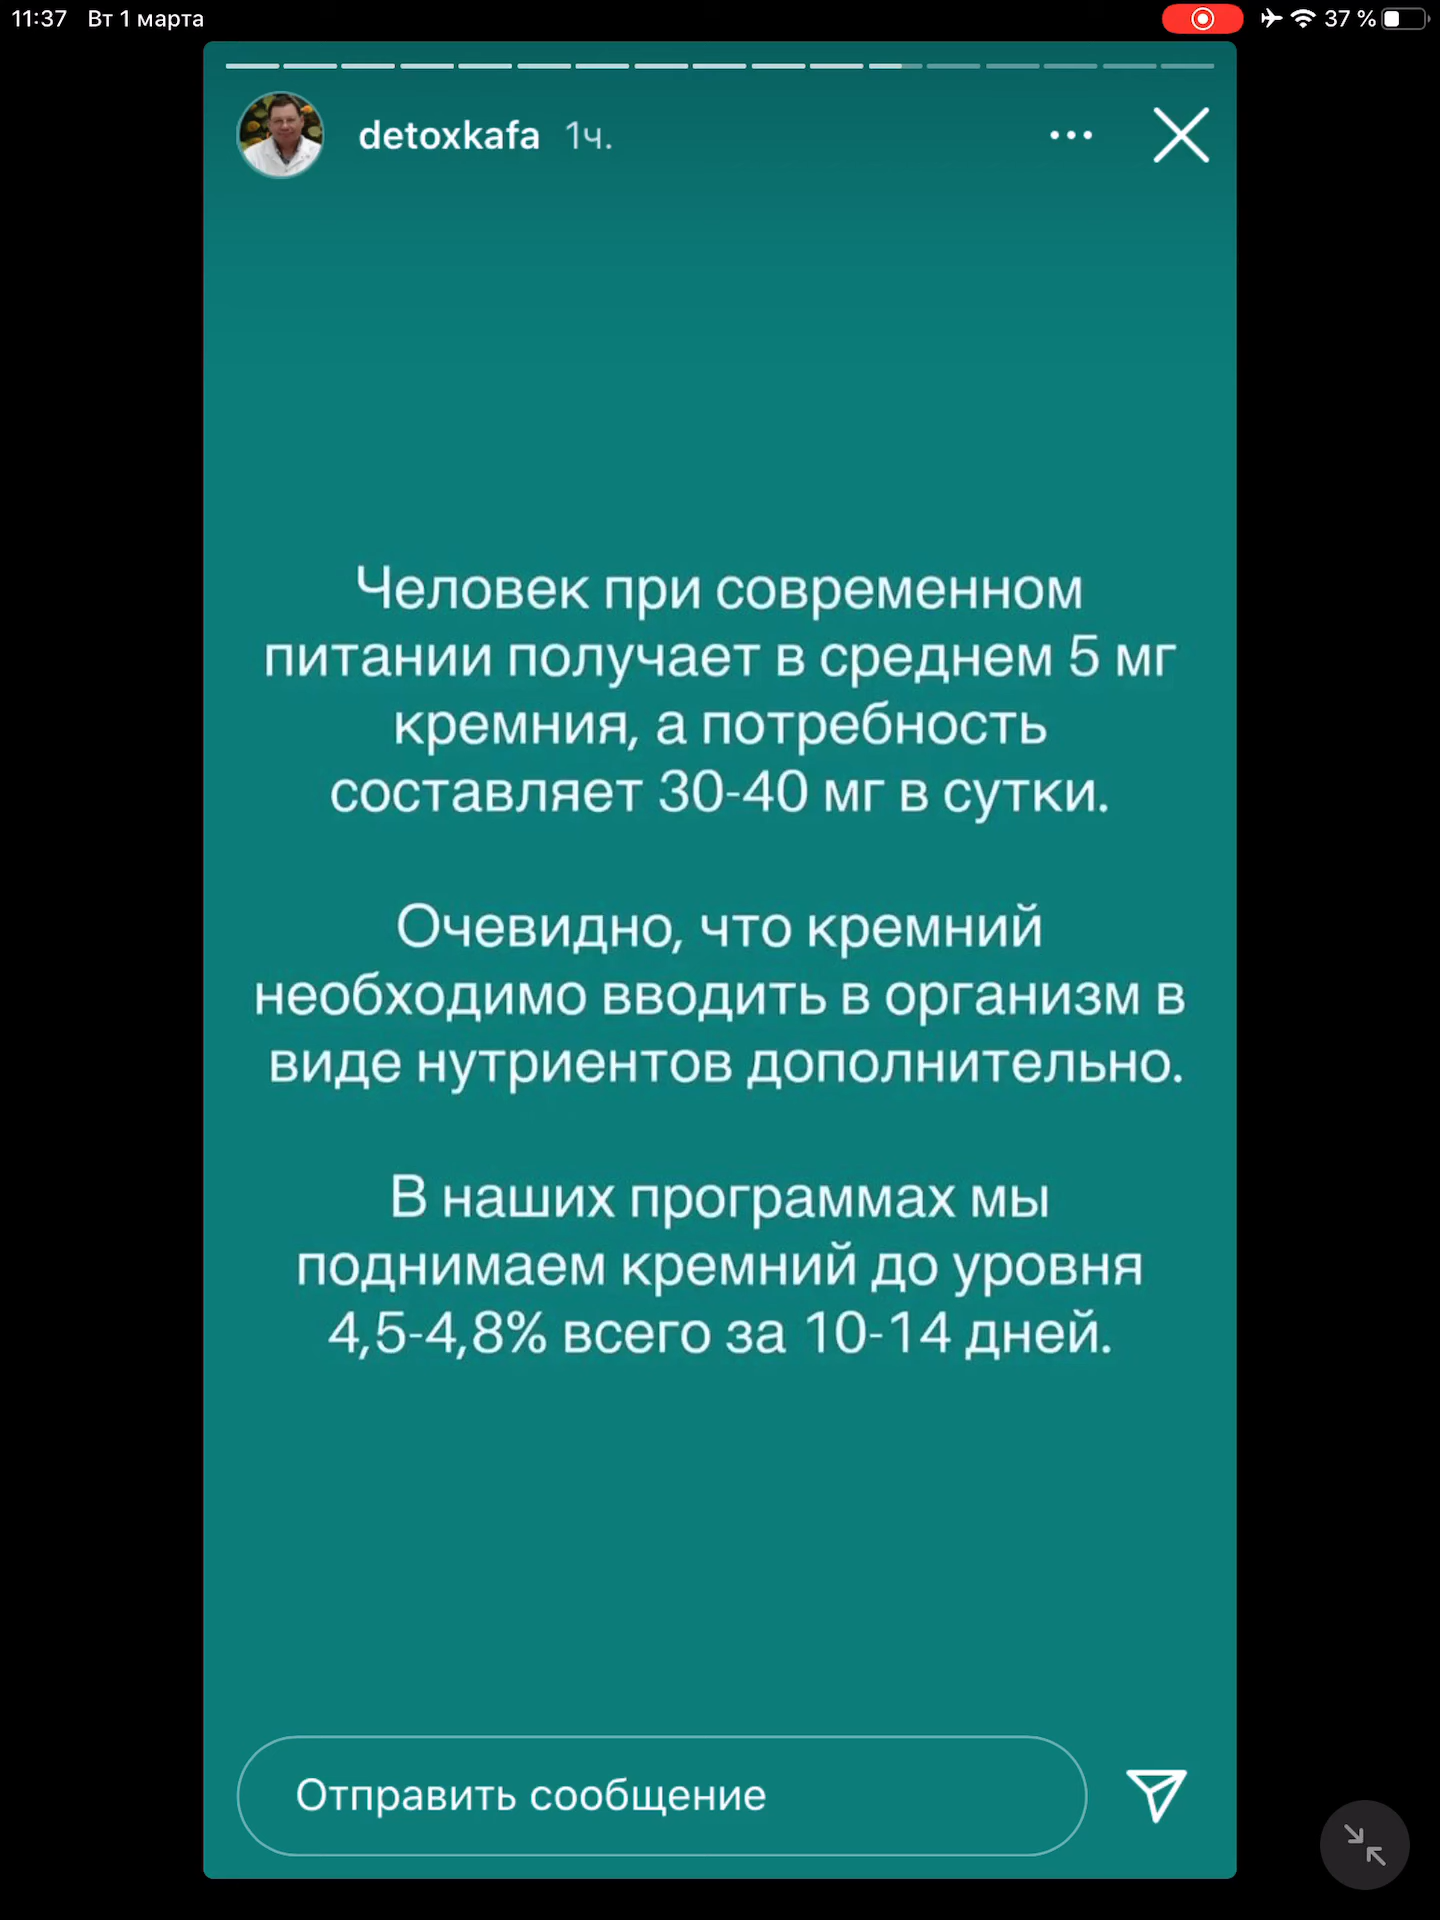 11:37 Вт 1 марта 37 %
detoxkafa 1ч.
Человек при современном
питании получает в среднем 5 мг
кремния, а потребность
составляет 30-40 мг в сутки.
Очевидно, что кремний
необходимо вводить в организм в
виде нутриентов дополнительно.
В наших программах мы
поднимаем кремний до уровня
4,5-4,8% всего за 10-14 дней.
Отправить сообщение